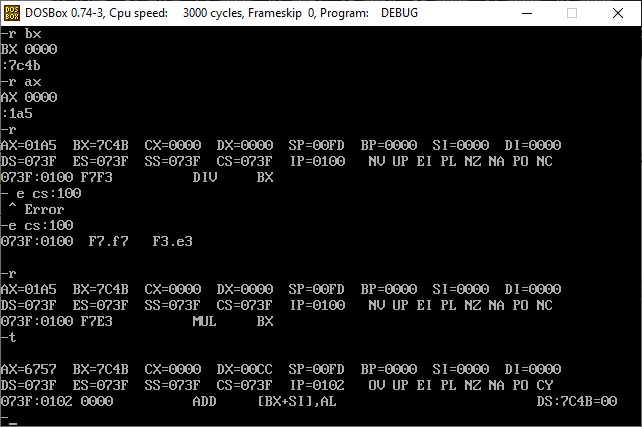 DOSBox 0.74-3, Cpu speed: 3000 cycles, Frameskip 0, Program: DEBUG
-r bx
BX 0000
:7c4b
-r ax
AX 0000
:1a5
-r
AX=01A5 BX=7C4B CX=0000 DX=0000 SP=00FD BP=0000 SI=0000 DI=0000
DS=073F ES=073F SS=073F CS=073F IP=0100 NV UP EI PL NZ NA PO NC
073F:0100 F7F3 DIV BX
- e cs:100
^ Error
-e cs:100
073F:0100 F7.f7 F3.e3
-r
AX=01A5 BX=7C4B CX=0000 DX=0000 SP=00FD BP=0000 SI=0000 DI=0000
DS=073F ES=073F SS=073F CS=073F IP=0100 NV UP EI PL NZ NA PO NC
073F:0100 F7E3 MUL BX
-t
AX=6757 BX=7C4B CX=0000 DX=00CC SP=00FD BP=0000 SI=0000 DI=0000
DS=073F ES=073F SS=073F CS=073F IP=0102 OV UP EI PL NZ NA PO CY
073F:0102 0000 ADD [BX+SI],AL DS:7C4B=00
-_